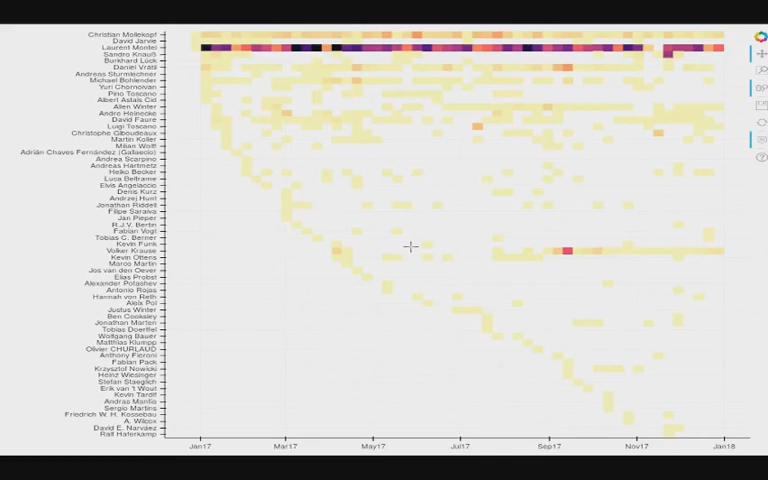 Christian Mollekopf
David Jarvie
Laurent Montel
Sandro Knauß
Burkhard Lück
Daniel Vrátil
Andreas Sturmlechner
Michael Bohlender
Yuri Chornoivan
Pino Toscano
Albert Astals Cid
Allen Winter
Andre Heinecke
David Faure
Luigi Toscano
Christophe Giboudeaux
Martin Koller
Milian Wolff
Adrián Chaves Fernández (Gallaecio)
Andrea Scarpino
Andreas Hartmetz
Heiko Becker
Luca Beltrame
Elvis Angelaccio
Denis Kurz
Andrzej Hunt
Jonathan Riddell
Filipe Saraiva
Jan Pieper
R.J.V. Bertin
Fabian Vogt
Tobias C. Berner
Kevin Funk
Volker Krause
Kevin Ottens
Marco Martin
Jos van den Oever
Elias Probst
Alexander Potashev
Antonio Rojas
Hannah von Reth
Aleix Pol
Justus Winter
Ben Cooksley
Jonathan Marten
Tobias Doerffel
Wolfgang Bauer
Matthias Klumpp
Olivier CHURLAUD
Anthony Fieroni
Fabian Pack
Krzysztof Nowicki
Heinz Wiesinger
Stefan Staeglich
Erik van 't Wout
Kevin Tardif
Andras Mantia
Sergio Martins
Friedrich W. H. Kossebau
A. Wilcox
David E. Narváez
Ralf Haferkamp
Jan17 Mar17 May17 Jul17 Sep17 Nov17 Jan18